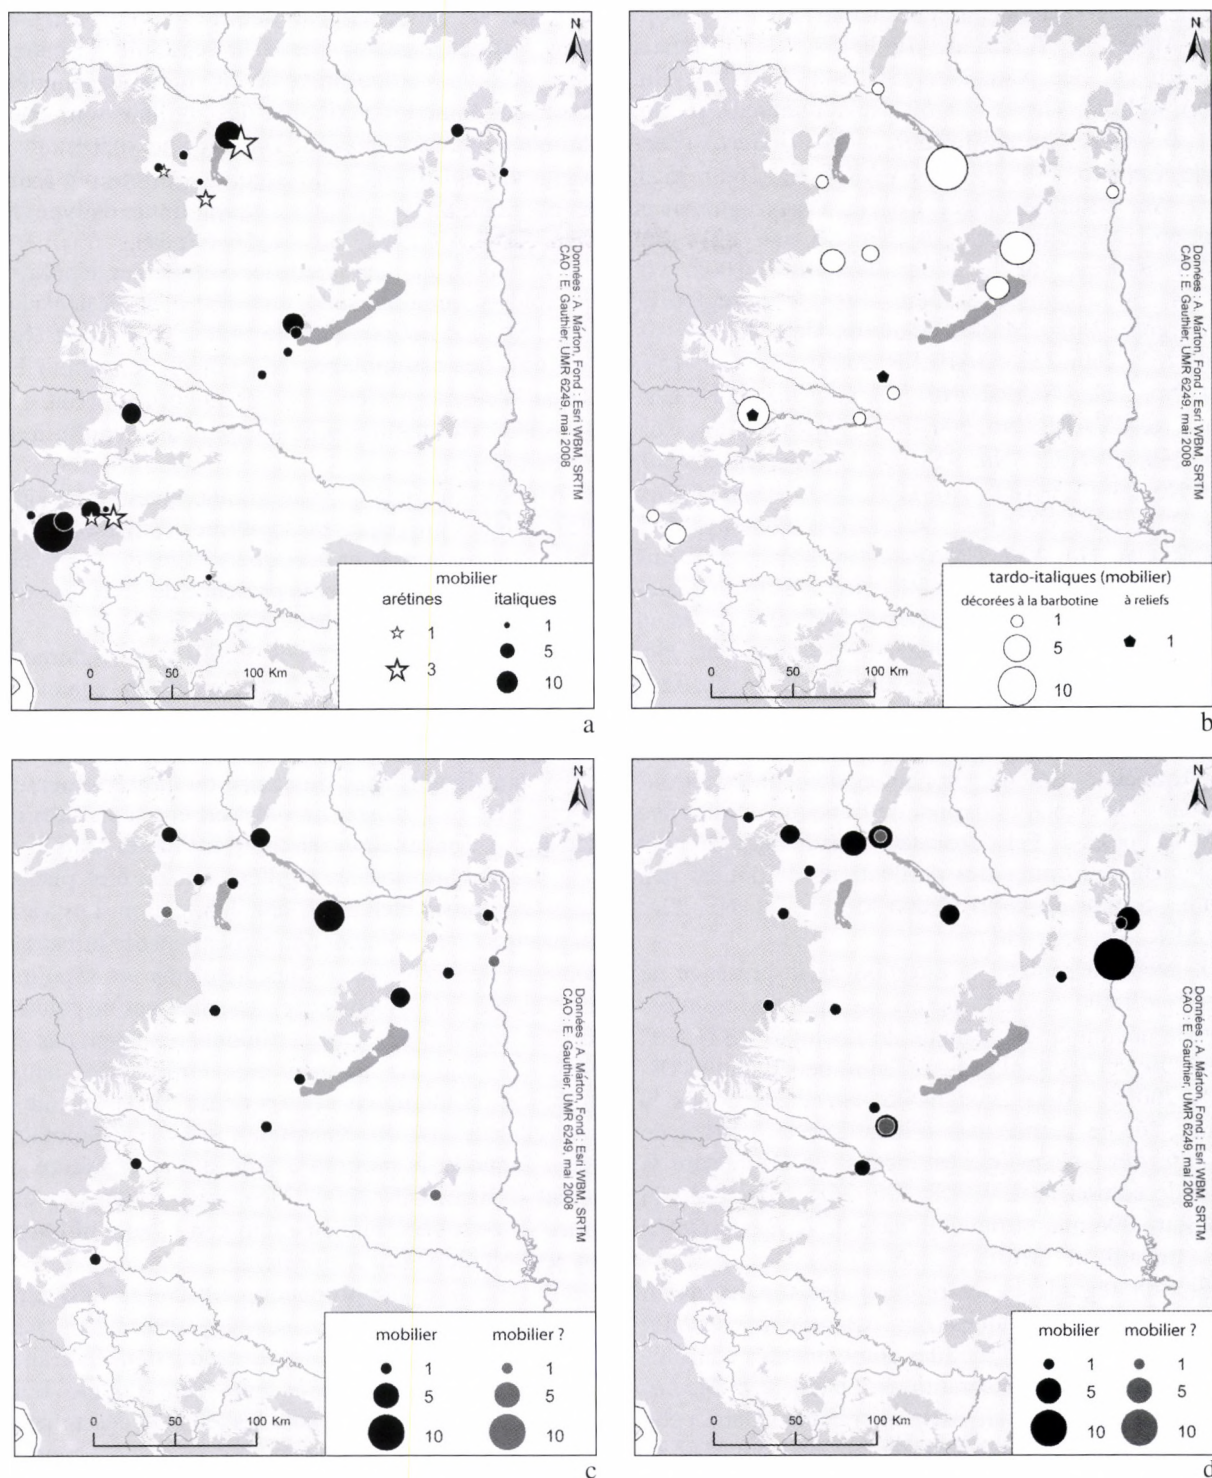 N
Données : A. Márton, Fond : Esri WBM, SRTM
CAO : E. Gauthier, UMR 6249, mai 2008
mobilier
arétines italiques
1 1
3 5
10
0 50 100 Km
a
N
Données : A. Márton, Fond : Esri WBM, SRTM
CAO : E. Gauthier, UMR 6249, mai 2008
tardo-italiques (mobilier)
décorées à la barbotine à reliefs
1
5 1
10
0 50 100 Km
b
N
Données : A. Márton, Fond : Esri WBM, SRTM
CAO : E. Gauthier, UMR 6249, mai 2008
mobilier mobilier ?
1 1
5 5
10 10
0 50 100 Km
c
N
Données : A. Márton, Fond : Esri WBM, SRTM
CAO : E. Gauthier, UMR 6249, mai 2008
mobilier mobilier ?
1 1
5 5
10 10
0 50 100 Km
d